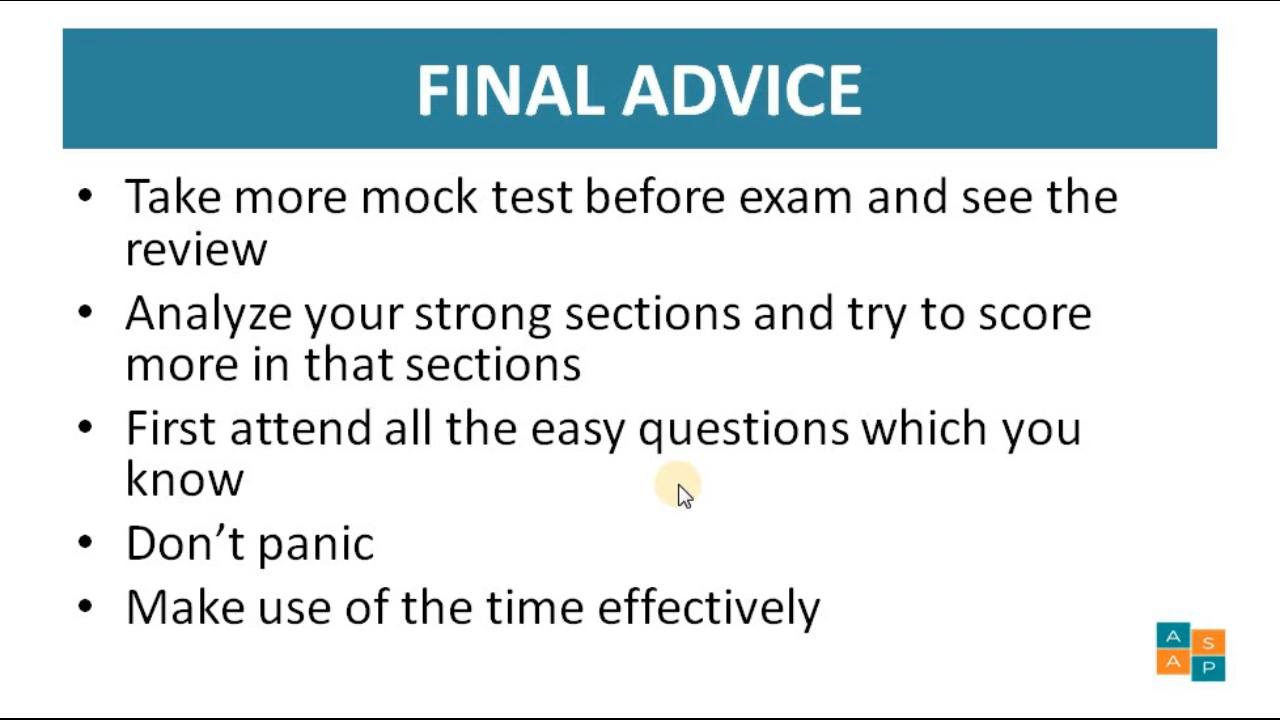 FINAL ADVICE
• Take more mock test before exam and see the
review
• Analyze your strong sections and try to score
more in that sections
• First attend all the easy questions which you
know
• Don’t panic
• Make use of the time effectively
A S
A P